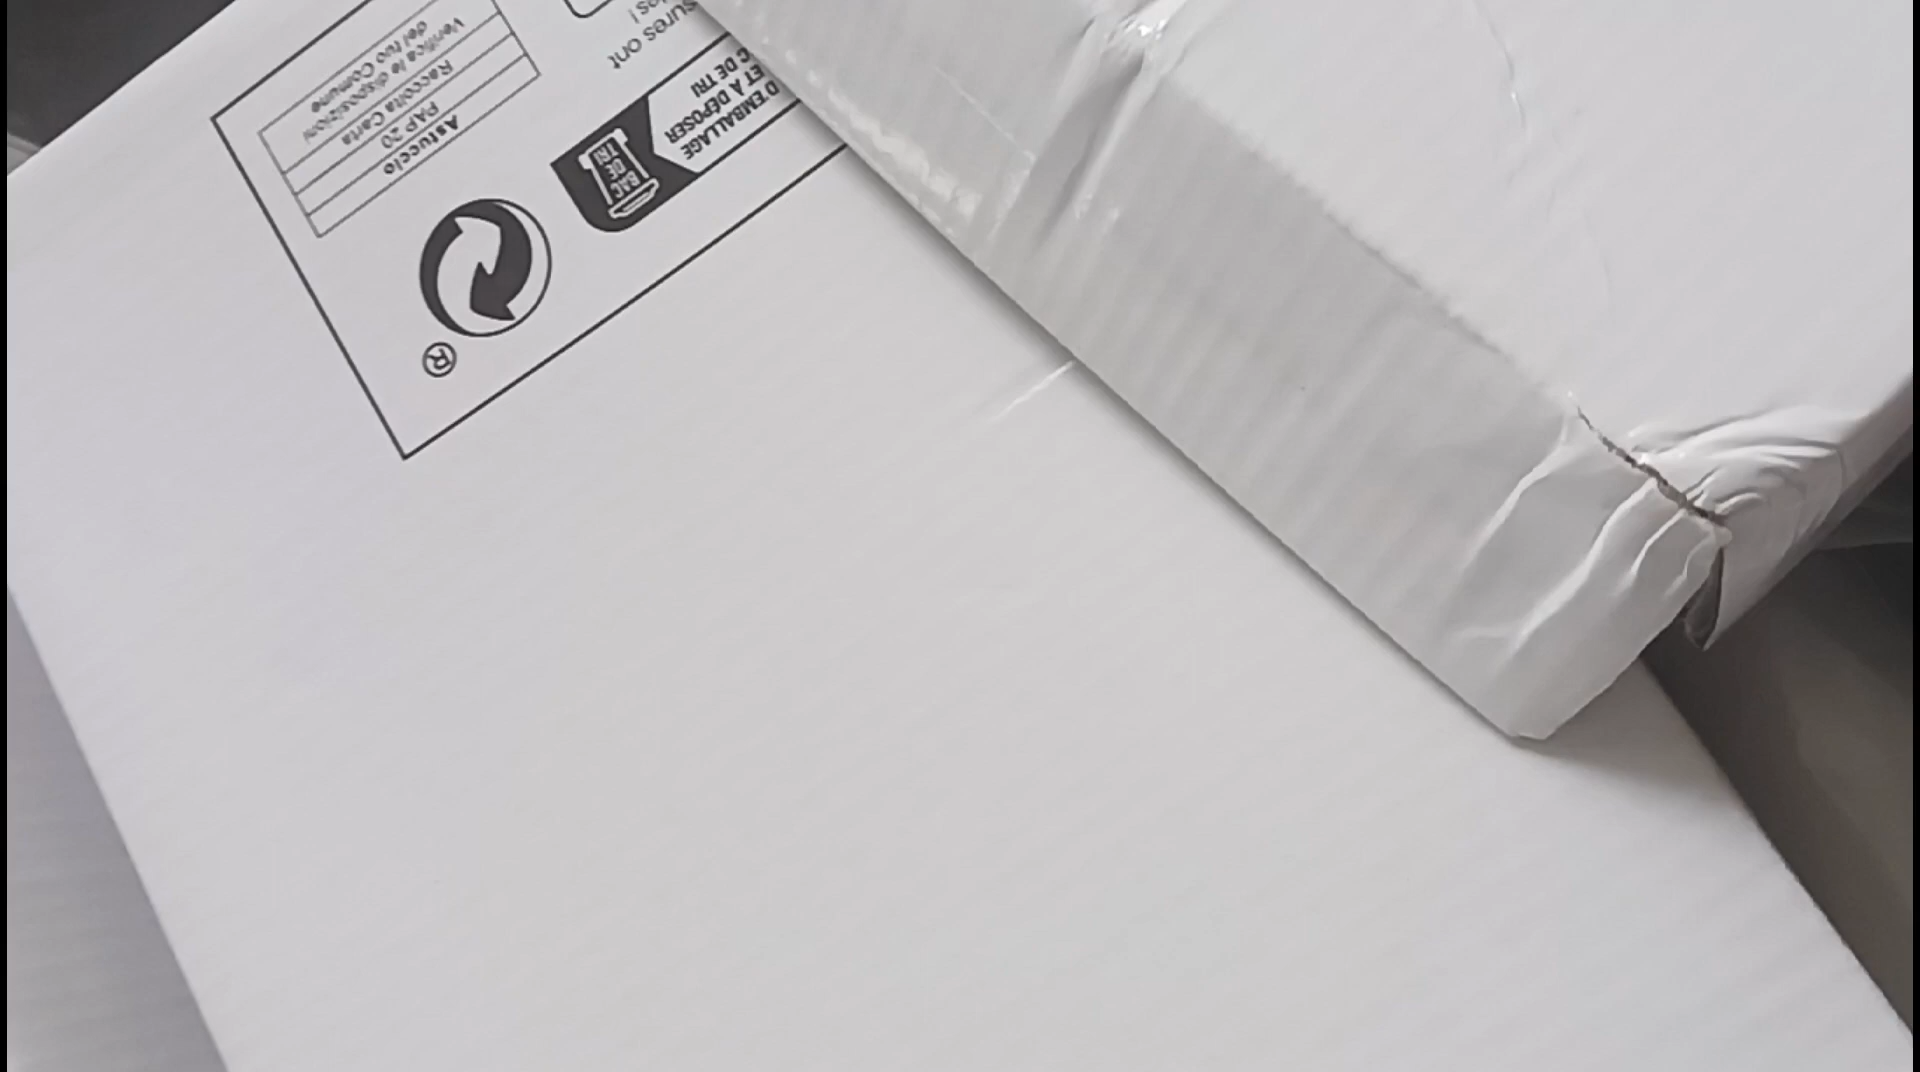 Astuccio
PAP 20
Raccolta Carta
Verifica le disposizioni
del tuo Comune
D'EMBALLAGE
ET À DÉPOSER
C DE TRI
BAC
DE
TRI
ont
®